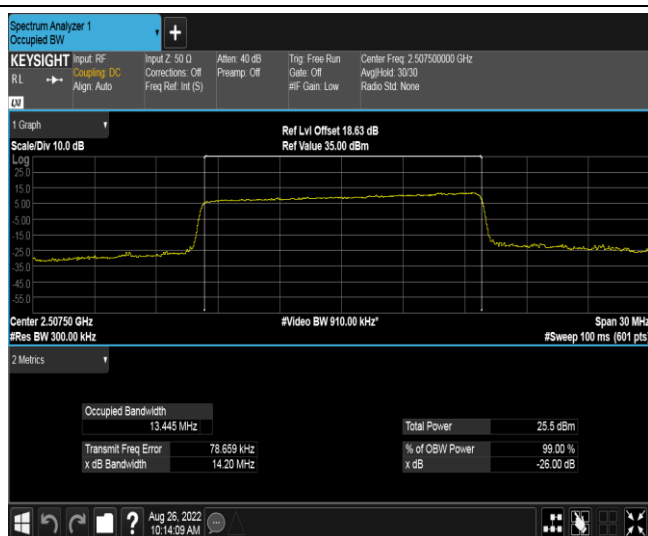 Spectrum Analyzer 1
Occupied BW
+
KEYSIGHT Input: RF Input Z: 50 Ω Atten: 40 dB Trig: Free Run Center Freq: 2.507500000 GHz
RL Coupling: DC Corrections: Off Preamp: Off Gate: Off Avg|Hold: 30/30
Align: Auto Freq Ref: Int (S) #IF Gain: Low Radio Std: None
LXI
1 Graph
Ref Lvl Offset 18.63 dB
Scale/Div 10.0 dB Ref Value 35.00 dBm
Log
25.0
15.0
5.00
-5.00
-15.0
-25.0
-35.0
-45.0
-55.0
Center 2.50750 GHz #Video BW 910.00 kHz* Span 30 MHz
#Res BW 300.00 kHz #Sweep 100 ms (601 pts)
2 Metrics
Occupied Bandwidth
13.445 MHz Total Power 25.5 dBm
Transmit Freq Error 78.659 kHz % of OBW Power 99.00 %
x dB Bandwidth 14.20 MHz x dB -26.00 dB
? Aug 26, 2022
10:14:09 AM